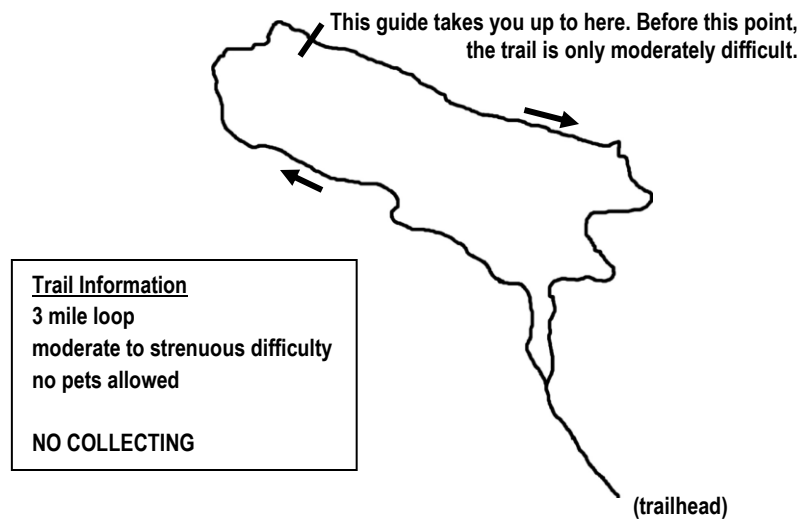 This guide takes you up to here. Before this point,
the trail is only moderately difficult.
Trail Information
3 mile loop
moderate to strenuous difficulty
no pets allowed
NO COLLECTING
(trailhead)